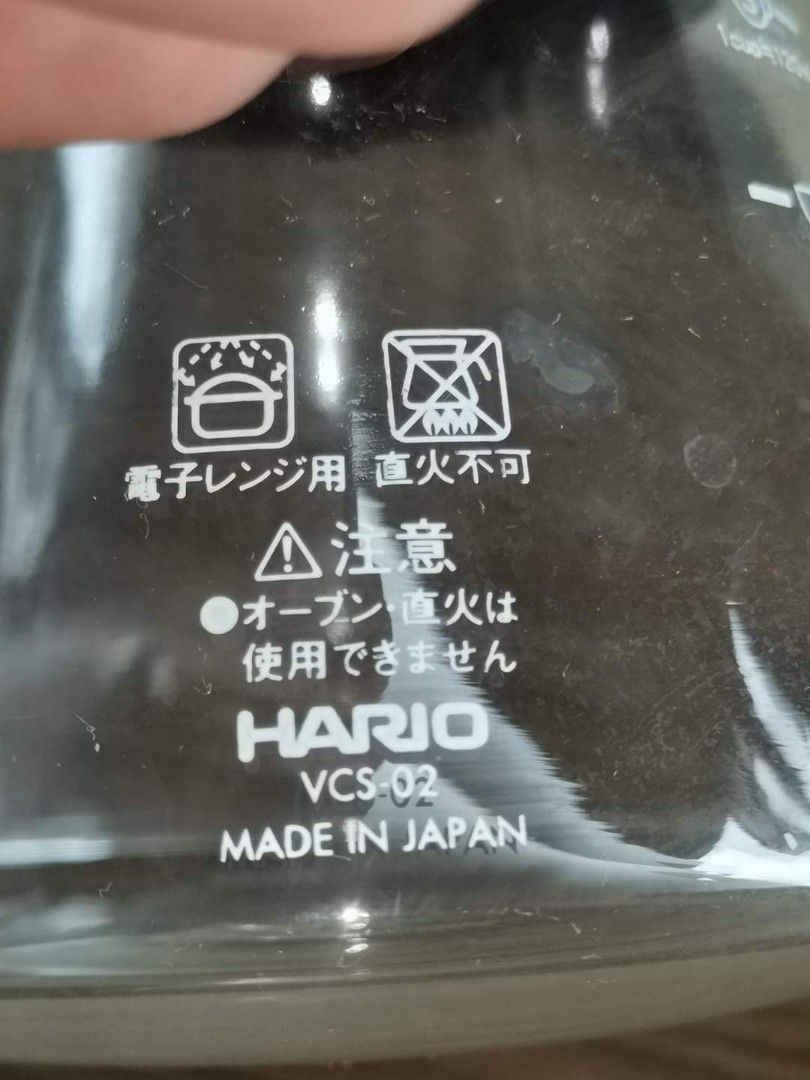 電子レンジ用 直火不可
注意
●オーブン・直火は
使用できません
HARIO
VCS-02
MADE IN JAPAN